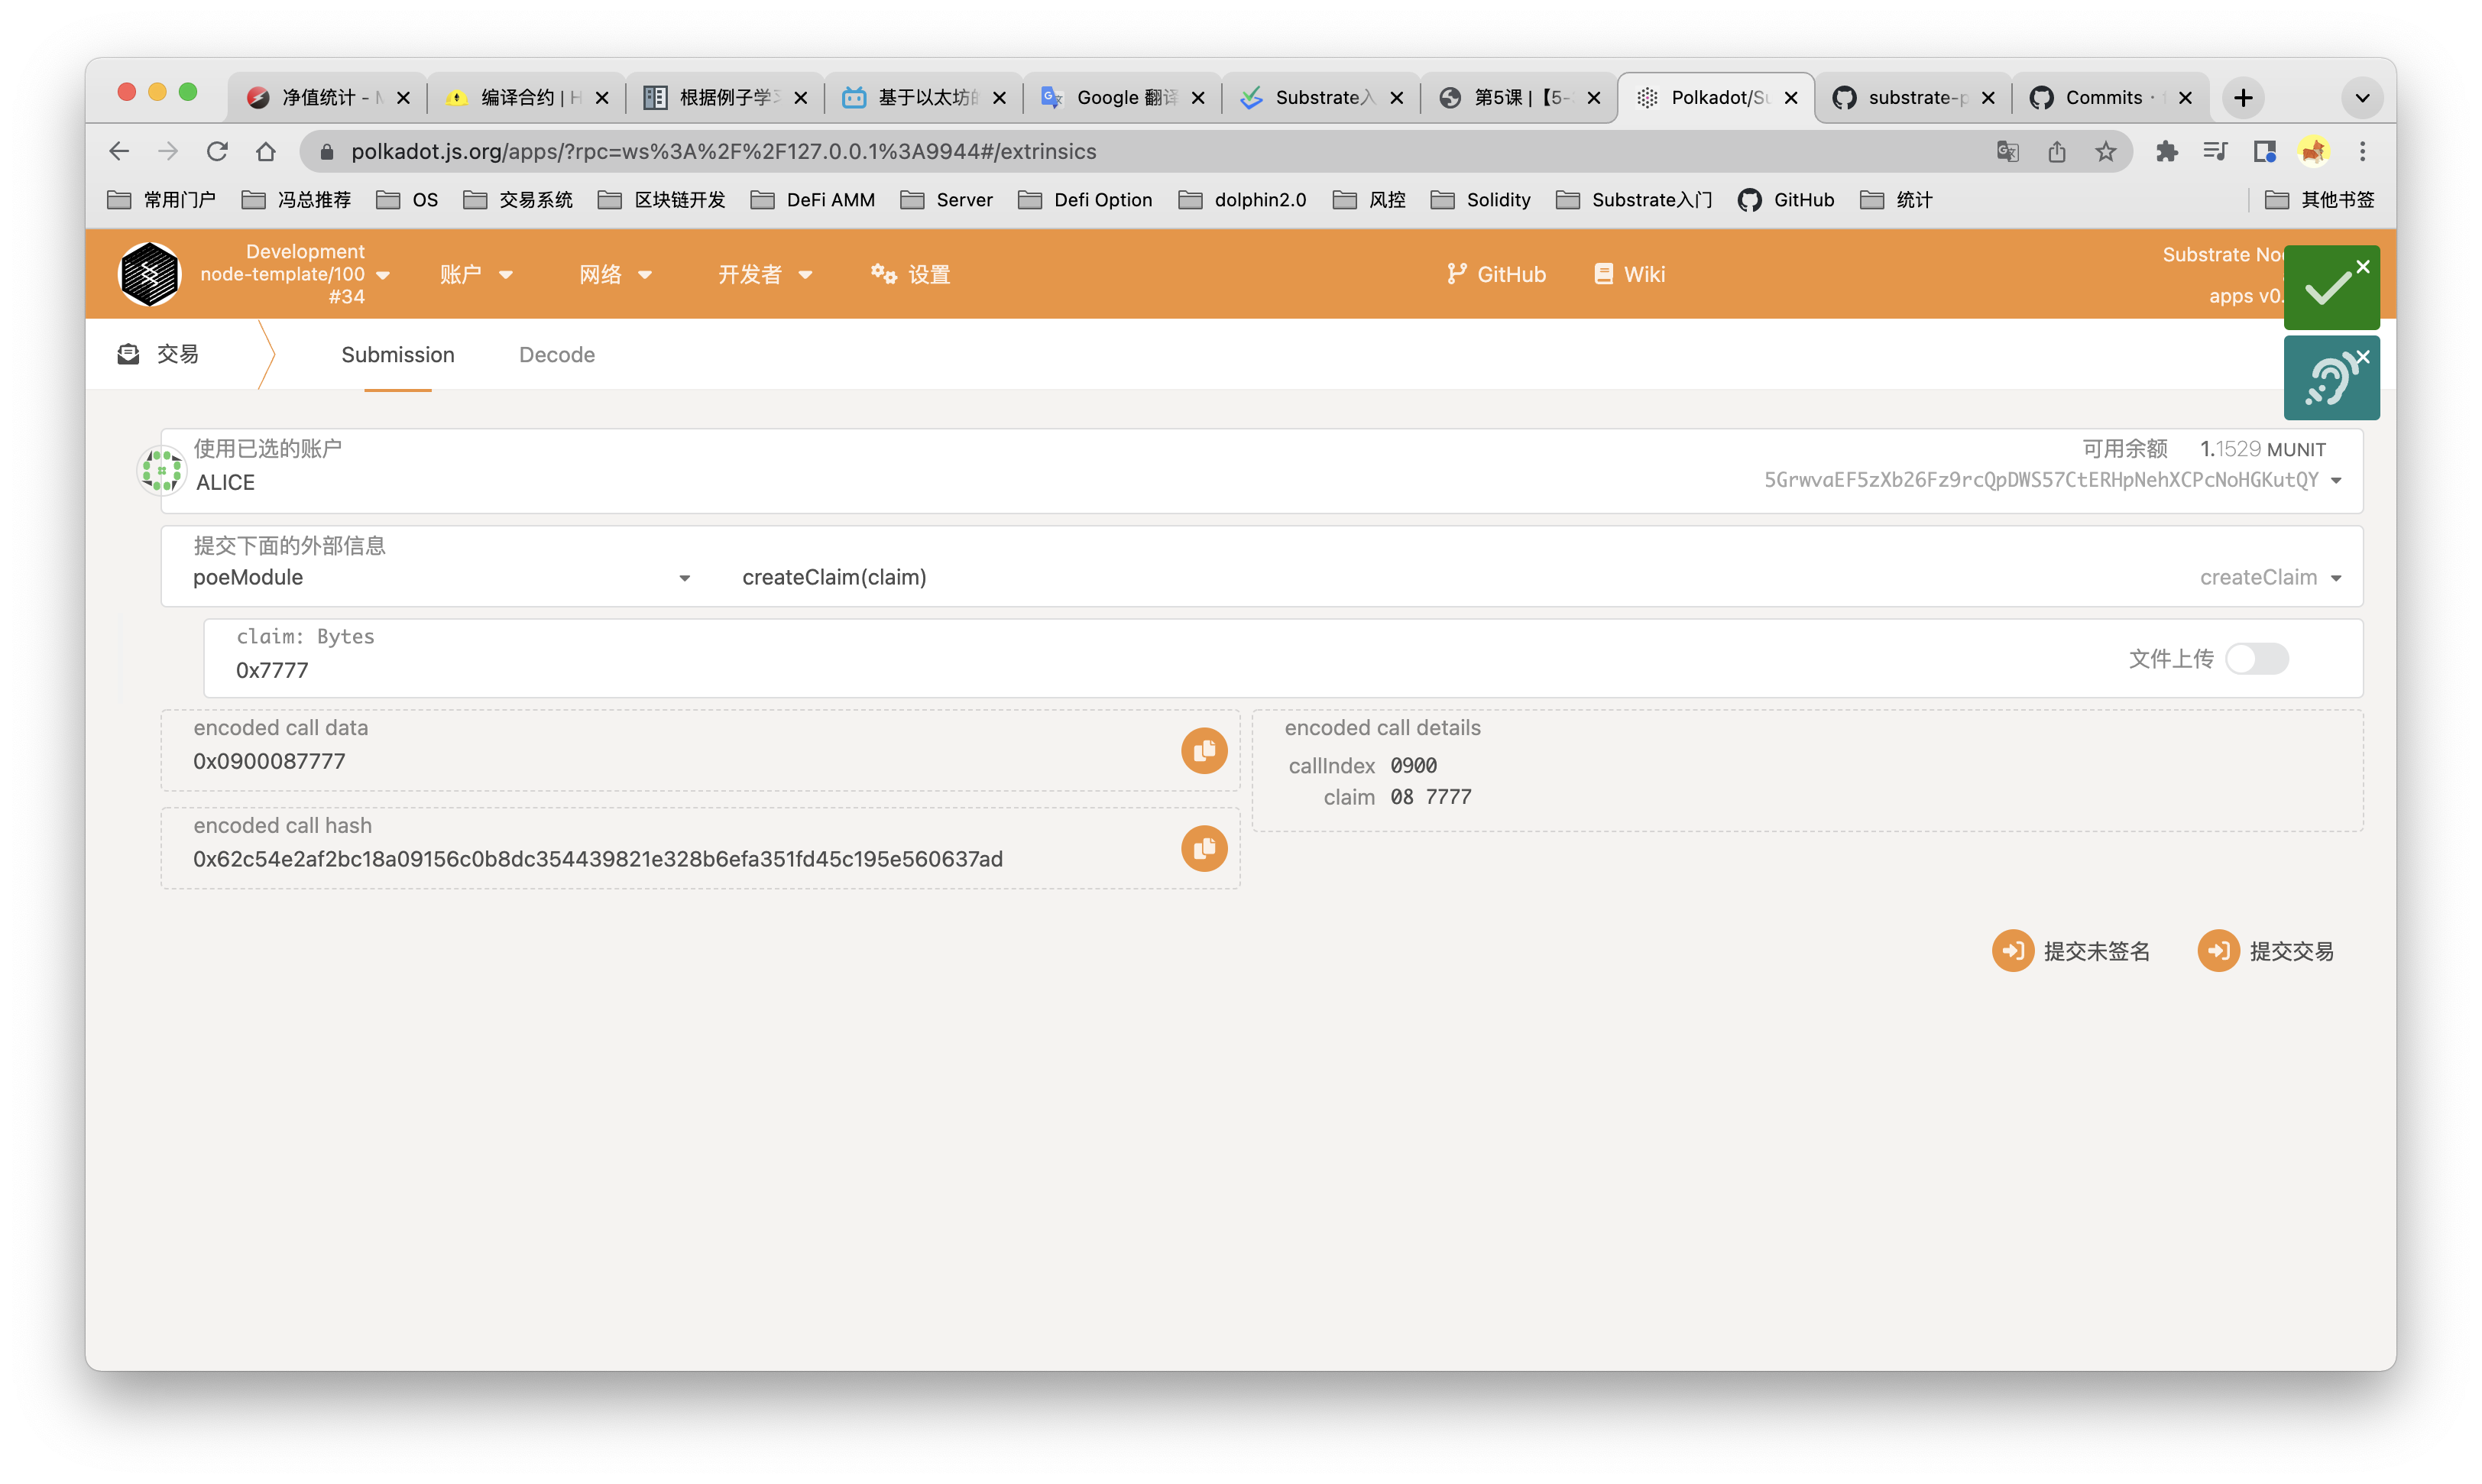 净值统计 -
编译合约 | H
根据例子学习
基于以太坊的
Google 翻译
Substrate入
第5课 |【5-
Polkadot/Su
substrate-p
Commits ·
polkadot.js.org/apps/?rpc=ws%3A%2F%2F127.0.0.1%3A9944#/extrinsics
常用门户
冯总推荐
OS
交易系统
区块链开发
DeFi AMM
Server
Defi Option
dolphin2.0
风控
Solidity
Substrate入门
GitHub
统计
其他书签
Development
node-template/100
#34
账户
网络
开发者
设置
GitHub
Wiki
Substrate No
apps v0.
交易
Submission
Decode
使用已选的账户
ALICE
可用余额 1.1529 MUNIT
5GrwvaEF5zXb26Fz9rcQpDWS57CtERHpNehXCPcNoHGKutQY
提交下面的外部信息
poeModule
createClaim(claim)
createClaim
claim: Bytes
0x7777
文件上传
encoded call data
0x0900087777
encoded call details
callIndex 0900
claim 08 7777
encoded call hash
0x62c54e2af2bc18a09156c0b8dc354439821e328b6efa351fd45c195e560637ad
提交未签名
提交交易